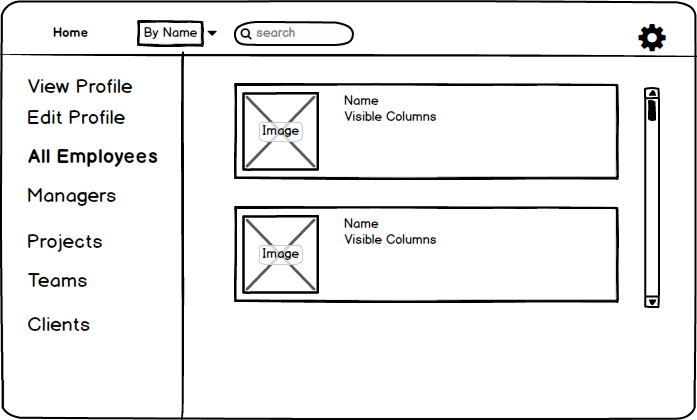 Home
By Name
search
View Profile
Edit Profile
All Employees
Managers
Projects
Teams
Clients
Image
Name
Visible Columns
Image
Name
Visible Columns